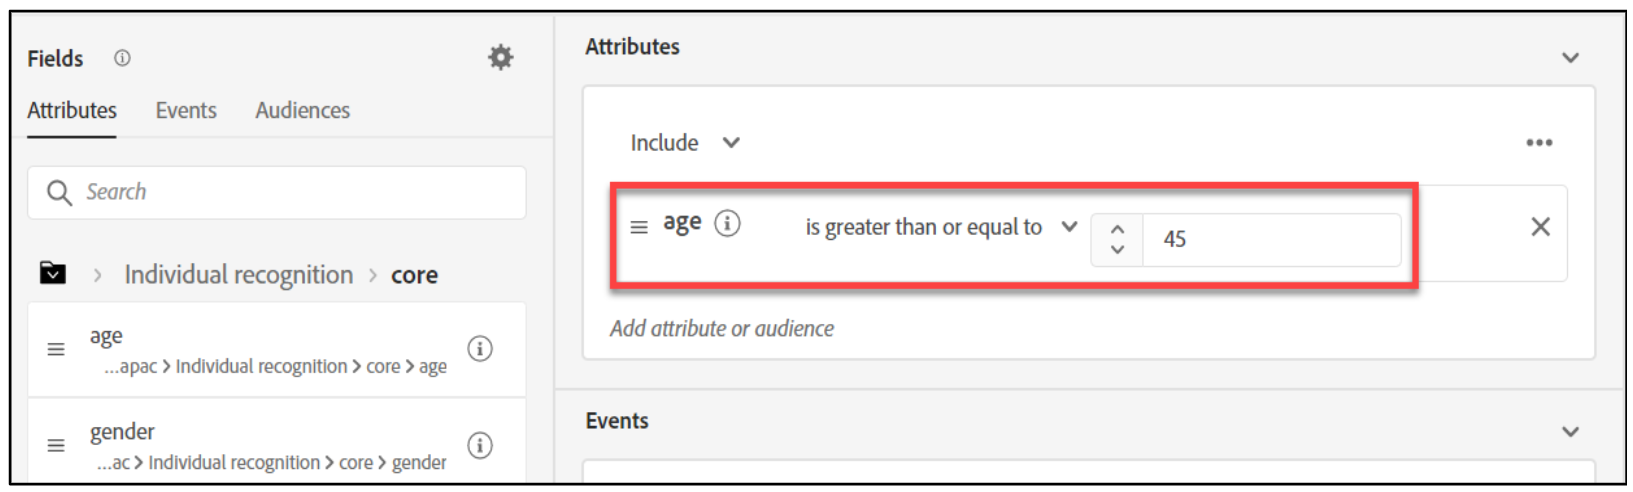 Fields
Attributes Events Audiences
Search
Individual recognition > core
age
...apac > Individual recognition > core > age
gender
...ac > Individual recognition > core > gender
Attributes
Include
age is greater than or equal to 45
Add attribute or audience
Events